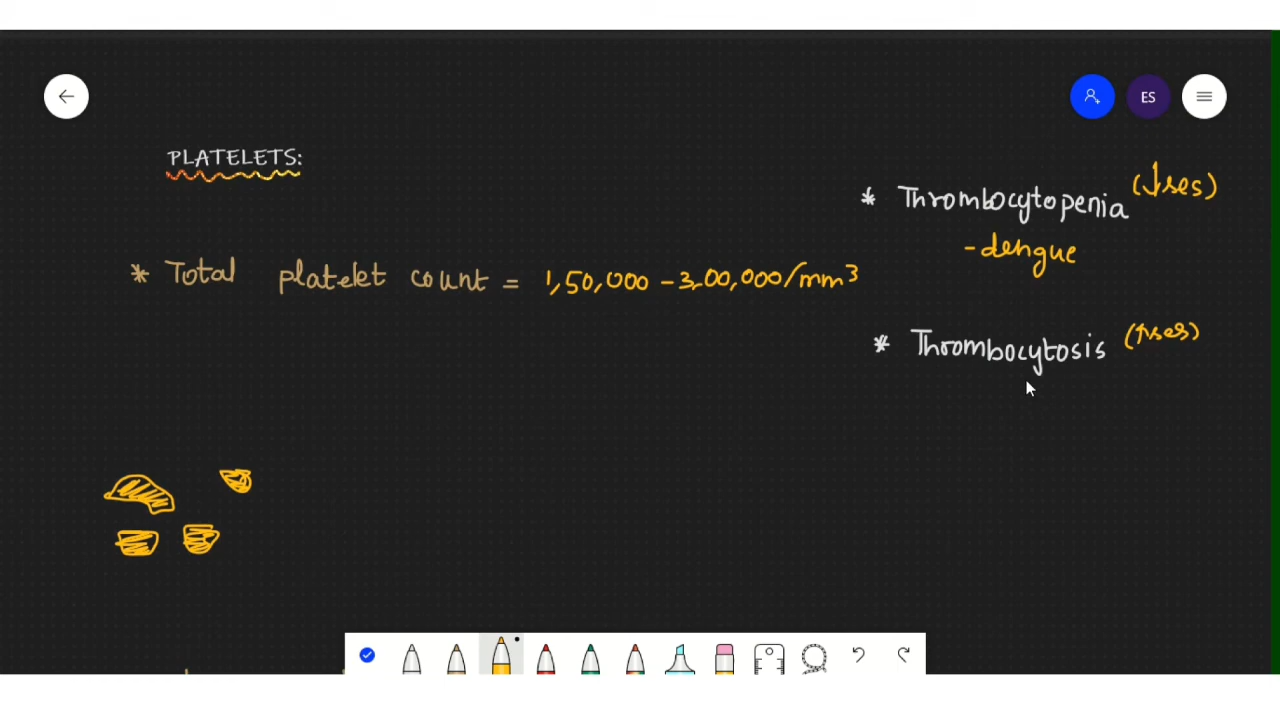 ES
PLATELETS:
* Thrombocytopenia (↓ses)
- dengue
* Total platelet count = 1,50,000 - 3,00,000/mm³
* Thrombocytosis (↑ses)